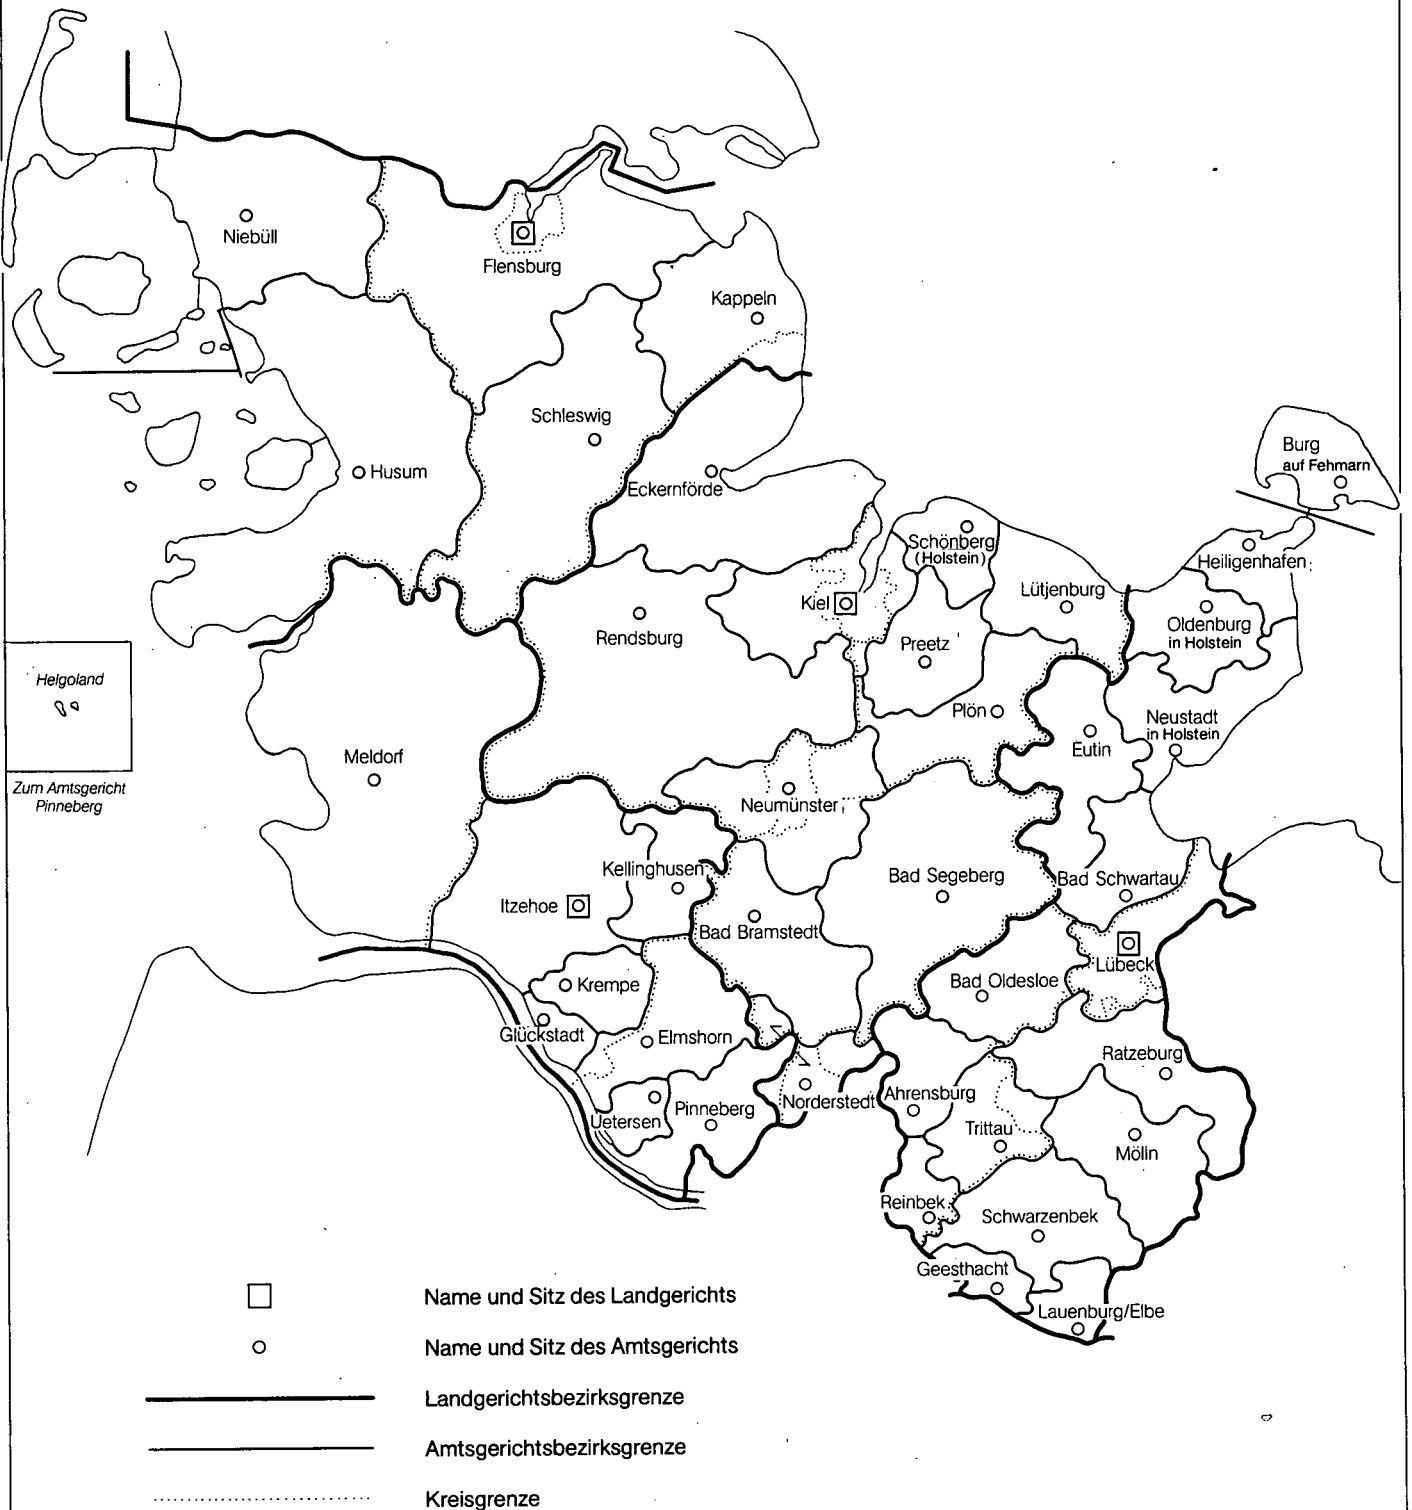 Niebüll
Flensburg
Kappeln
Schleswig
Husum
Eckernförde
Burg
auf Fehmarn
Schönberg
(Holstein)
Heiligenhafen
Kiel
Lütjenburg
Oldenburg
in Holstein
Rendsburg
Preetz
Helgoland
Plön
Neustadt
in Holstein
Eutin
Meldorf
Zum Amtsgericht
Pinneberg
Neumünster
Kellinghusen
Bad Segeberg
Bad Schwartau
Itzehoe
Bad Bramstedt
Lübeck
Krempe
Bad Oldesloe
Glückstadt
Elmshorn
Ratzeburg
Uetersen
Pinneberg
Norderstedt
Ahrensburg
Trittau
Mölln
Reinbek
Schwarzenbek
Geesthacht
Lauenburg/Elbe
Name und Sitz des Landgerichts
Name und Sitz des Amtsgerichts
Landgerichtsbezirksgrenze
Amtsgerichtsbezirksgrenze
Kreisgrenze